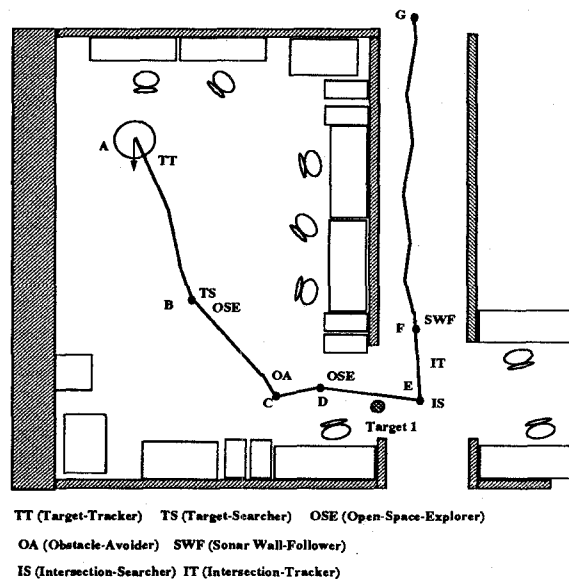 G
A
TT
B
TS
OSE
F
SWF
IT
OA
OSE
C
D
E
IS
Target 1
TT (Target-Tracker) TS (Target-Searcher) OSE (Open-Space-Explorer)
OA (Obstacle-Avoider) SWF (Sonar Wall-Follower)
IS (Intersection-Searcher) IT (Intersection-Tracker)